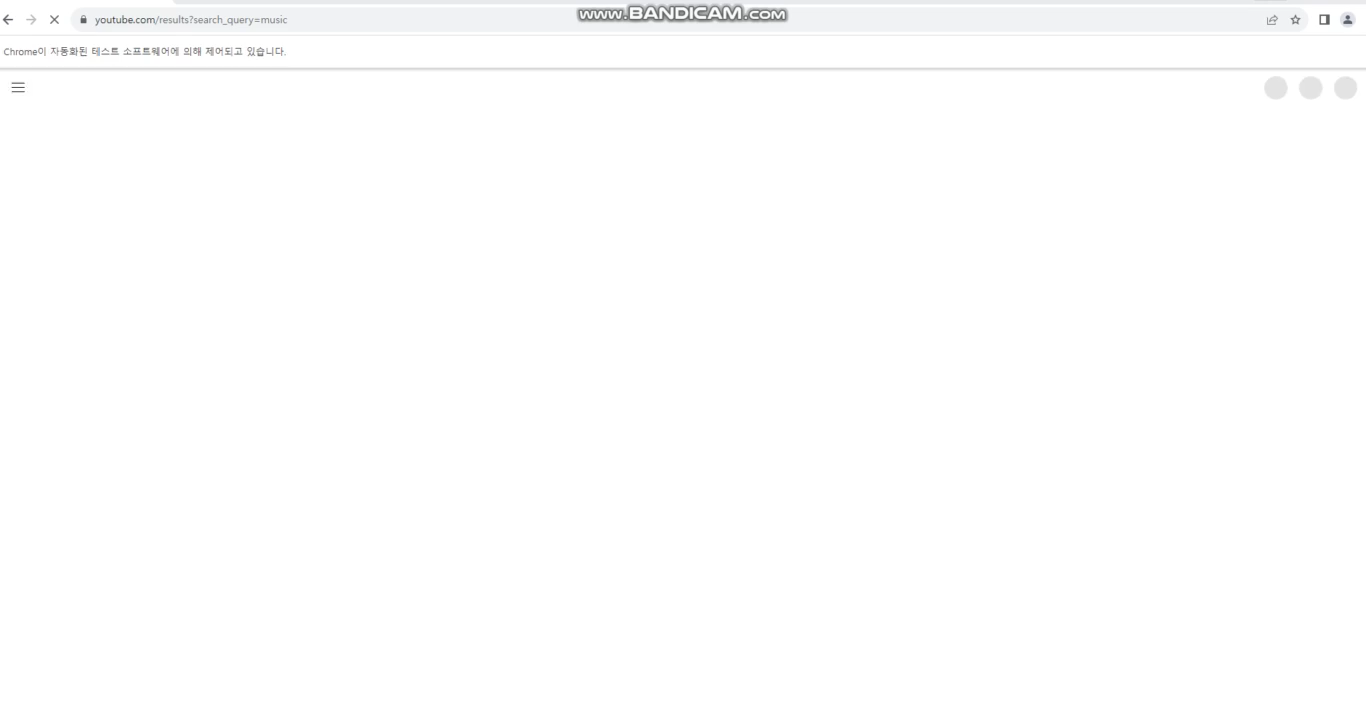 www.BANDICAM.com
youtube.com/results?search_query=music
Chrome이 자동화된 테스트 소프트웨어에 의해 제어되고 있습니다.